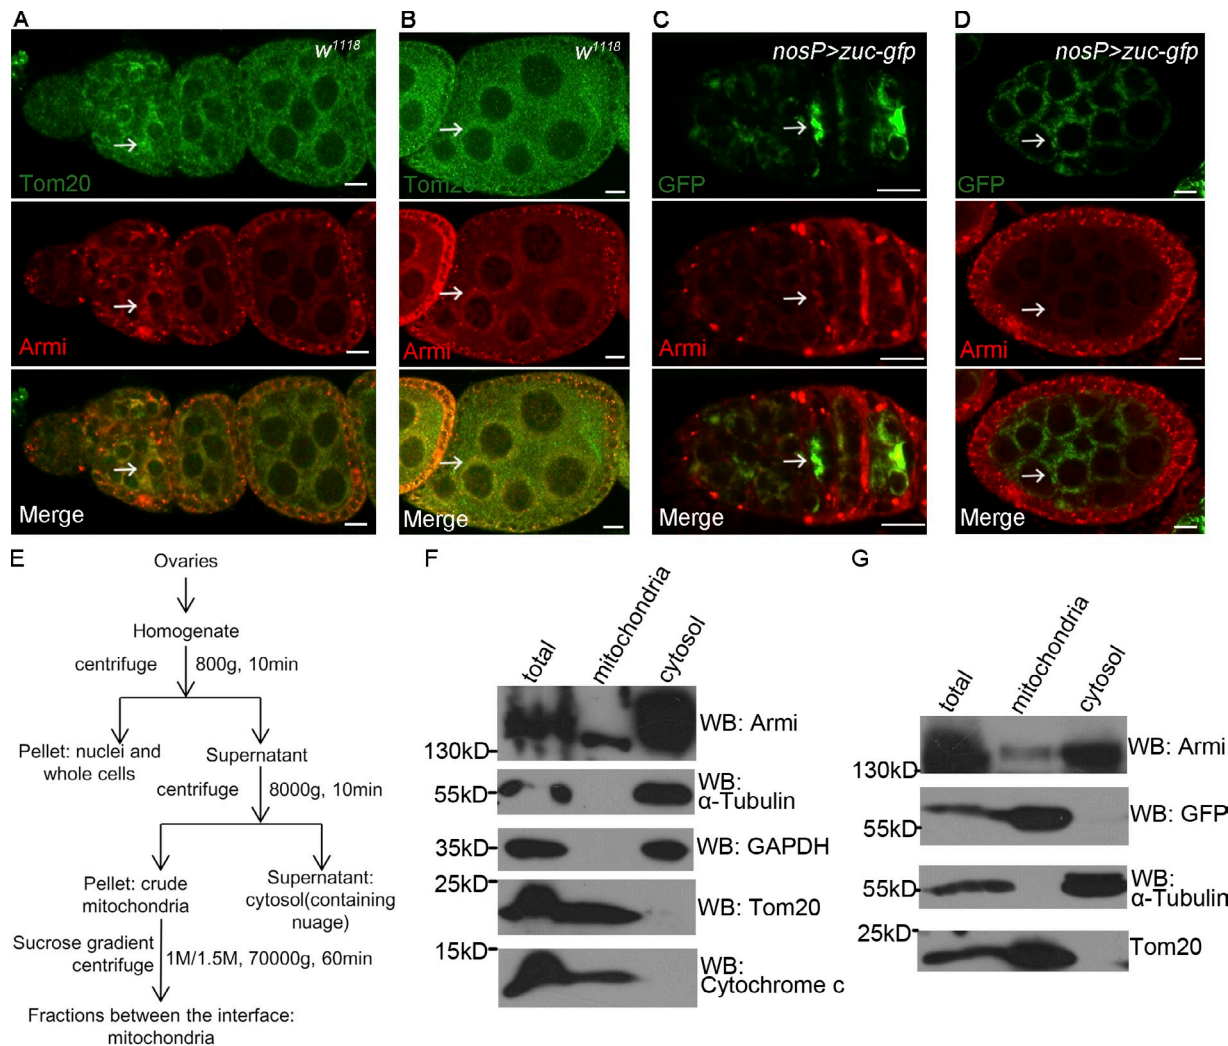 A
B
C
D
w1118
w1118
nosP>zuc-gfp
nosP>zuc-gfp
Tom20
Tom20
GFP
GFP
Armi
Armi
Armi
Armi
Merge
Merge
Merge
Merge
E
Ovaries
Homogenate
centrifuge
800g, 10min
Pellet: nuclei and
whole cells
Supernatant
centrifuge
8000g, 10min
Pellet: crude
mitochondria
Supernatant:
cytosol(containing
nuage)
Sucrose gradient
centrifuge
1M/1.5M, 70000g, 60min
Fractions between the interface:
mitochondria
F
total
mitochondria
cytosol
130kD
WB: Armi
55kD
WB:
α-Tubulin
35kD
WB: GAPDH
25kD
WB: Tom20
15kD
WB:
Cytochrome c
G
total
mitochondria
cytosol
130kD
WB: Armi
55kD
WB: GFP
55kD
WB:
α-Tubulin
25kD
Tom20